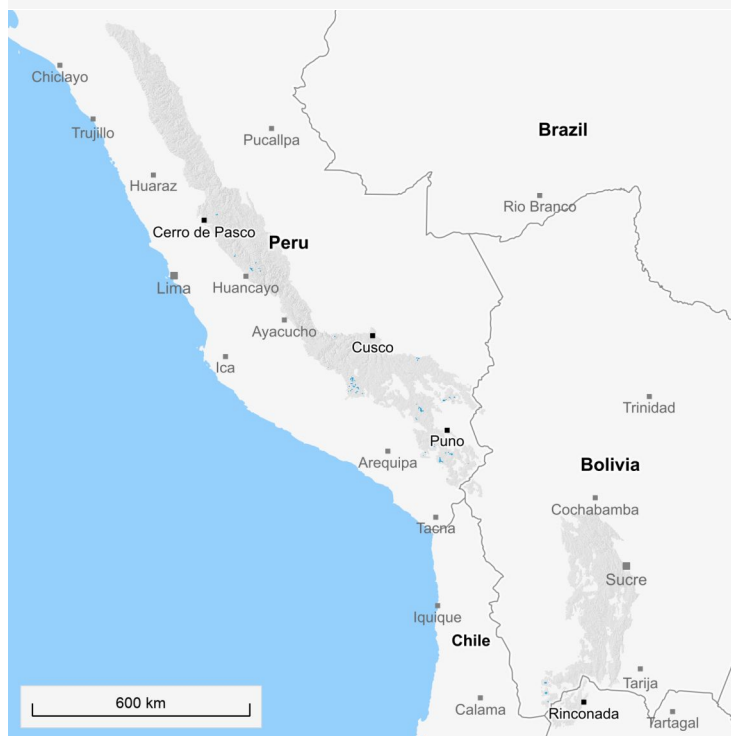 Chiclayo
Trujillo
Pucallpa
Brazil
Huaraz
Rio Branco
Cerro de Pasco
Peru
Lima
Huancayo
Ayacucho
Cusco
Ica
Trinidad
Puno
Arequipa
Bolivia
Cochabamba
Tacna
Sucre
Iquique
Chile
Tarija
600 km
Calama
Rinconada
Tartagal